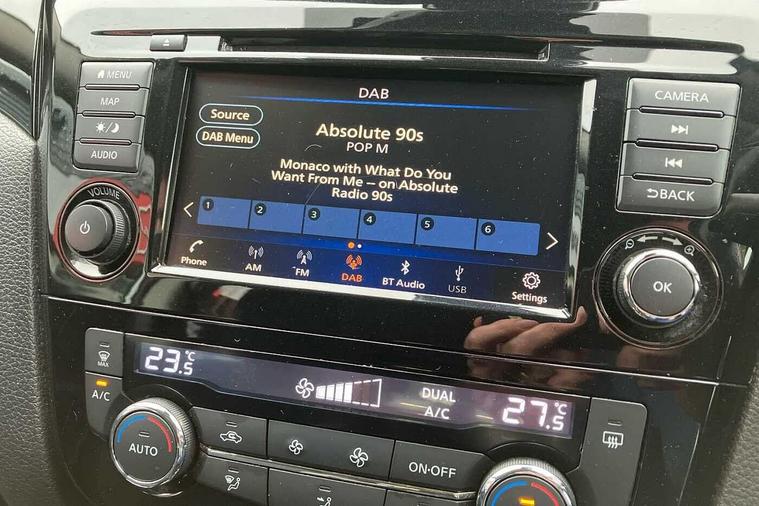 MENU
MAP
AUDIO
VOLUME
DAB
Source
DAB Menu
Absolute 90s
POP M
Monaco with What Do You
Want From Me -- on Absolute
Radio 90s
1 2 3 4 5 6
Phone AM FM DAB BT Audio USB Settings
CAMERA
BACK
OK
MAX
A/C
23.5°C
DUAL
A/C
27.5°C
AUTO
ON·OFF